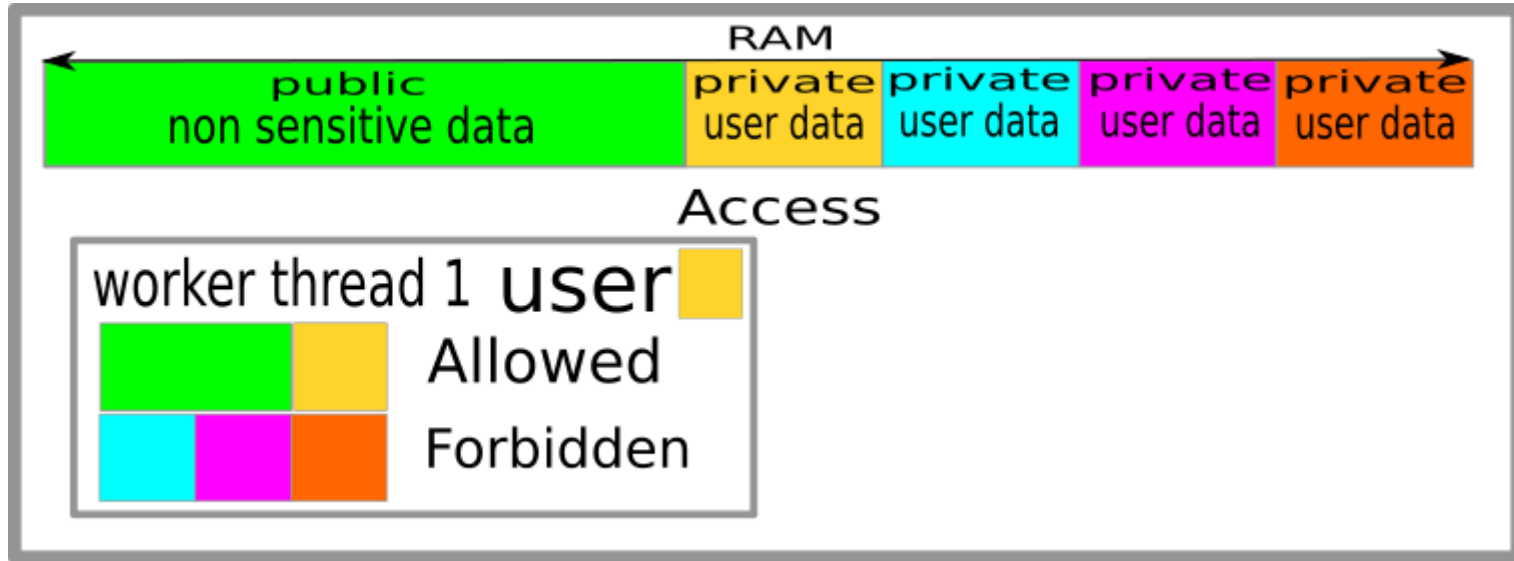 RAM
public private private private private
non sensitive data user data user data user data user data
Access
worker thread 1 user
Allowed
Forbidden